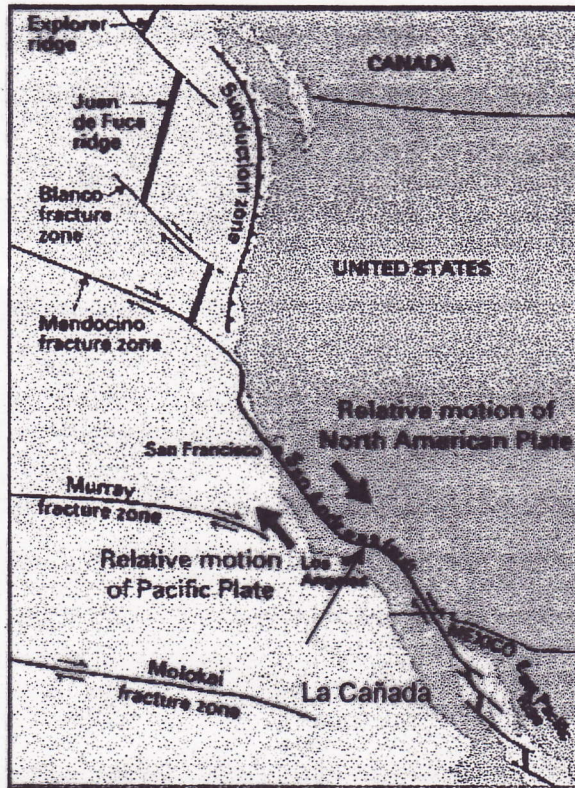 Explorer
ridge
CANADA
Juan
de Fuca
ridge
Subduction zone
Blanco
fracture
zone
UNITED STATES
Mendocino
fracture zone
Relative motion of
North American Plate
San Francisco
San Andreas fault
Murray
fracture zone
Relative motion
of Pacific Plate
Los
Angeles
MEXICO
Molokai
fracture zone
La Cañada